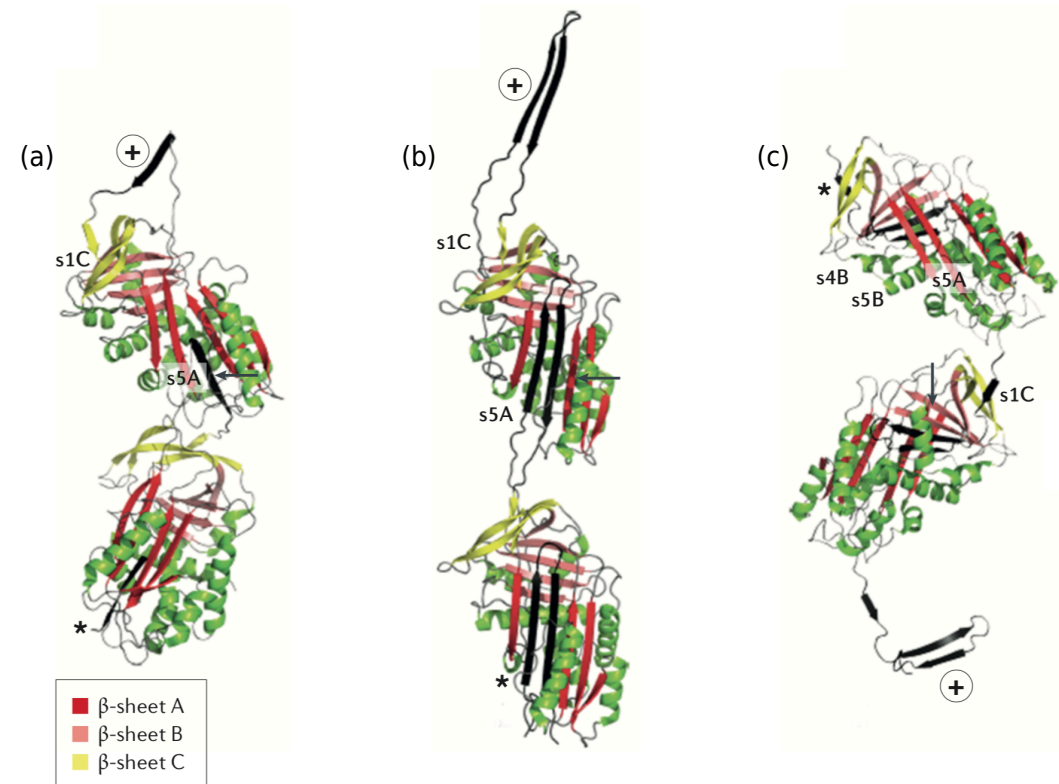 (a)
+
s1C
s5A
*
(b)
+
s1C
s5A
*
(c)
*
s4B
s5B
s5A
s1C
+
β-sheet A
β-sheet B
β-sheet C